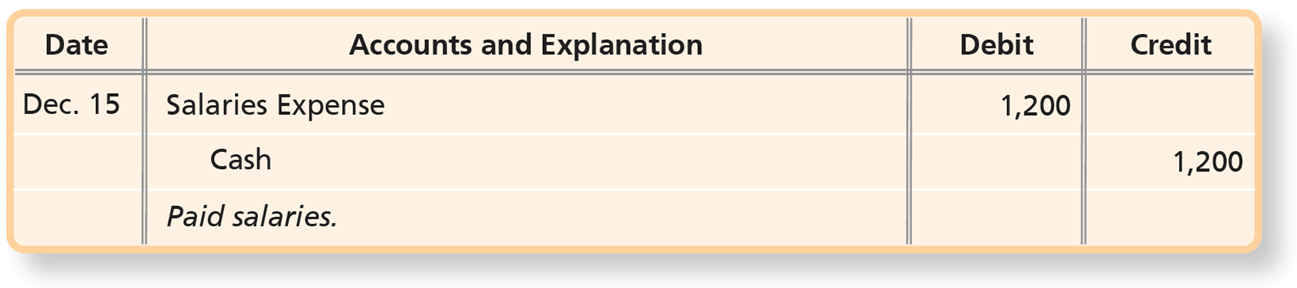 Date Accounts and Explanation Debit Credit
Dec. 15 Salaries Expense 1,200
Cash 1,200
Paid salaries.